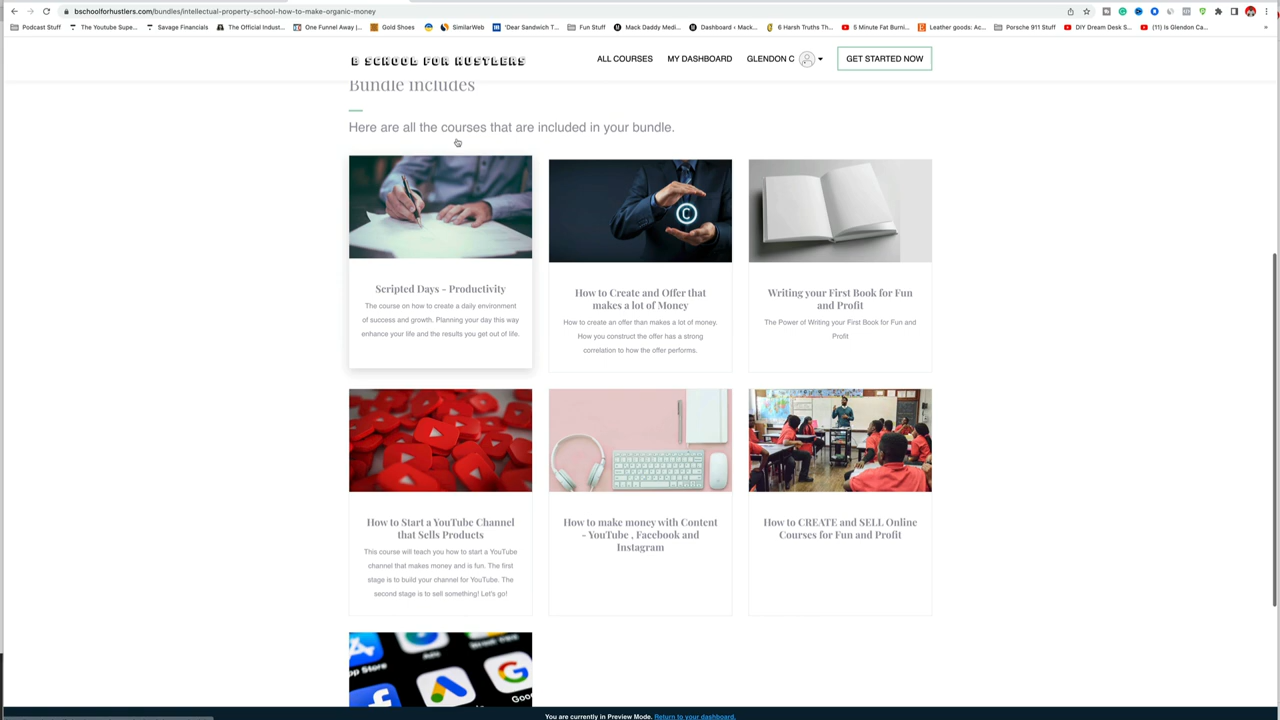 bschoolforhustlers.com/bundles/intellectual-property-school-how-to-make-organic-money
Podcast Stuff The Youtube Supe... Savage Financials The Official Indust... One Funnel Away |... Gold Shoes SimilarWeb 'Dear Sandwich T... Fun Stuff Mack Daddy Medi... Dashboard ‹ Mack... 6 Harsh Truths Th... 5 Minute Fat Burni... Leather goods: Ac... Porsche 911 Stuff DIY Dream Desk S... (11) Is Glendon Ca... »
B SCHOOL FOR HUSTLERS ALL COURSES MY DASHBOARD GLENDON C GET STARTED NOW
Bundle includes
Here are all the courses that are included in your bundle.
Scripted Days - Productivity
The course on how to create a daily environment
of success and growth. Planning your day this way
enhance your life and the results you get out of life.
C
How to Create and Offer that
makes a lot of Money
How to create an offer than makes a lot of money.
How you construct the offer has a strong
correlation to how the offer performs.
Writing your First Book for Fun
and Profit
The Power of Writing your First Book for Fun and
Profit
How to Start a YouTube Channel
that Sells Products
This course will teach you how to start a YouTube
channel that makes money and is fun. The first
stage is to build your channel for YouTube. The
second stage is to sell something! Let's go!
How to make money with Content
- YouTube , Facebook and
Instagram
How to CREATE and SELL Online
Courses for Fun and Profit
App Store
You are currently in Preview Mode. Return to your dashboard.